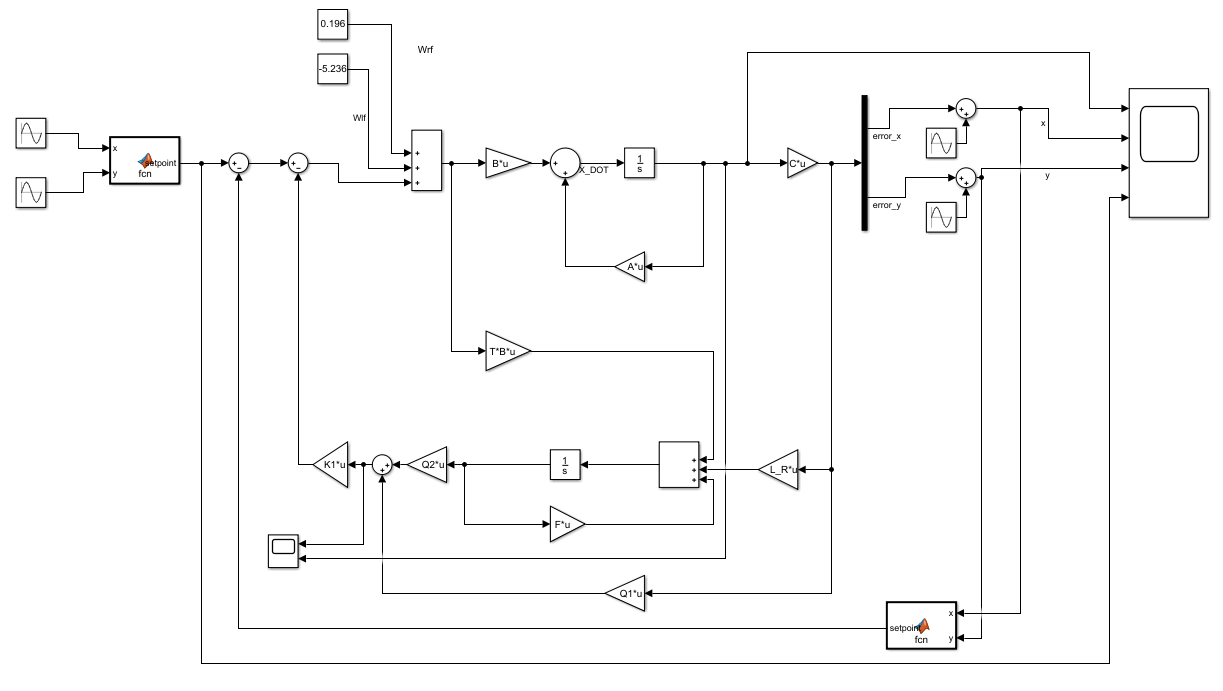 0.196
Wrf
-5.236
Wlf
x
setpoint
y
fcn
+
−
+
−
+
+
+
B*u
+
+
X_DOT
1
s
C*u
error_x
+
+
x
error_y
+
+
y
A*u
T*B*u
K1*u
+
+
Q2*u
1
s
+
+
+
L_R*u
F*u
Q1*u
x
setpoint
y
fcn